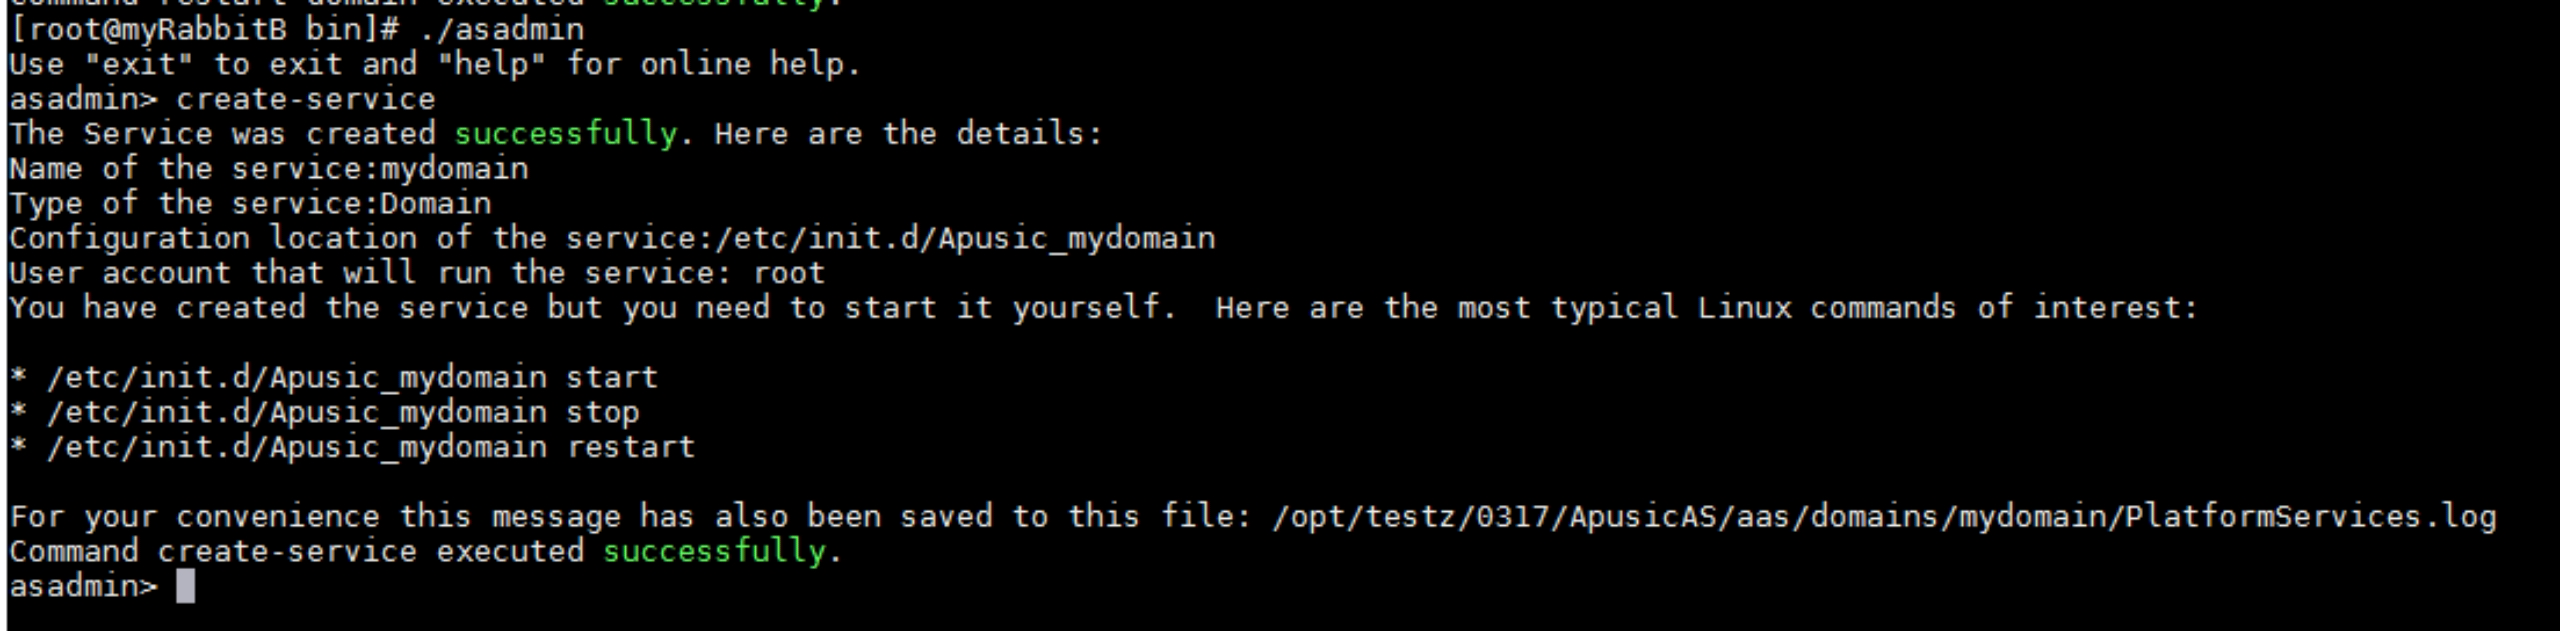 Command restart-domain executed successfully.
[root@myRabbitB bin]# ./asadmin
Use "exit" to exit and "help" for online help.
asadmin> create-service
The Service was created successfully. Here are the details:
Name of the service:mydomain
Type of the service:Domain
Configuration location of the service:/etc/init.d/Apusic_mydomain
User account that will run the service: root
You have created the service but you need to start it yourself.  Here are the most typical Linux commands of interest:
* /etc/init.d/Apusic_mydomain start
* /etc/init.d/Apusic_mydomain stop
* /etc/init.d/Apusic_mydomain restart
For your convenience this message has also been saved to this file: /opt/testz/0317/ApusicAS/aas/domains/mydomain/PlatformServices.log
Command create-service executed successfully.
asadmin>